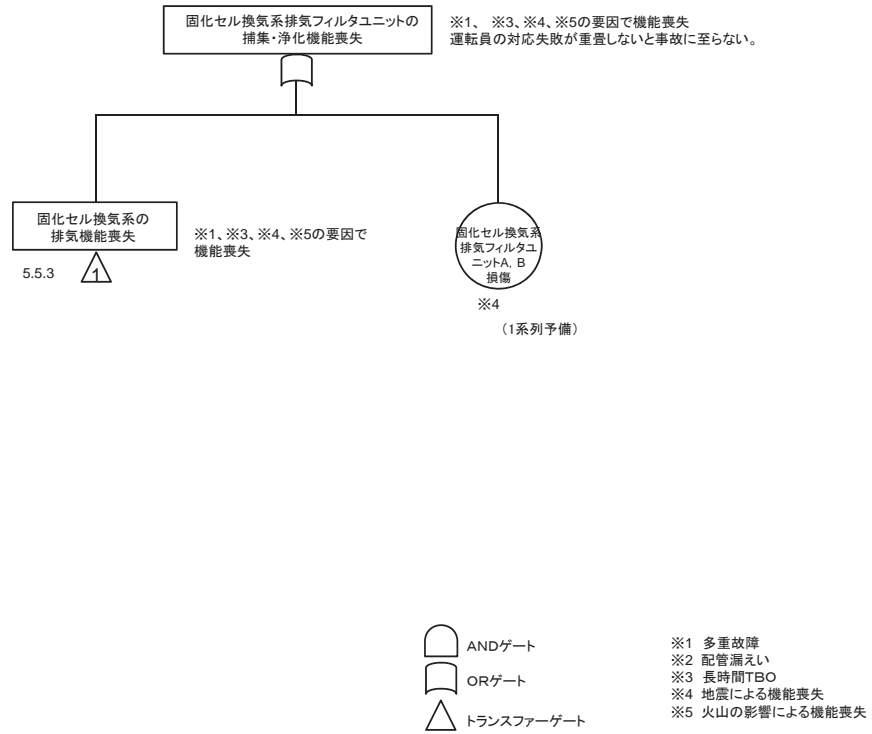 固化セル換気系排気フィルタユニットの
捕集・浄化機能喪失
※1、 ※3、※4、※5の要因で機能喪失
運転員の対応失敗が重畳しないと事故に至らない。
固化セル換気系の
排気機能喪失
※1、※3、※4、※5の要因で
機能喪失
5.5.3
1
固化セル換気系
排気フィルタユ
ニットA, B
損傷
※4
（1系列予備）
ANDゲート
ORゲート
トランスファーゲート
※1 多重故障
※2 配管漏えい
※3 長時間TBO
※4 地震による機能喪失
※5 火山の影響による機能喪失